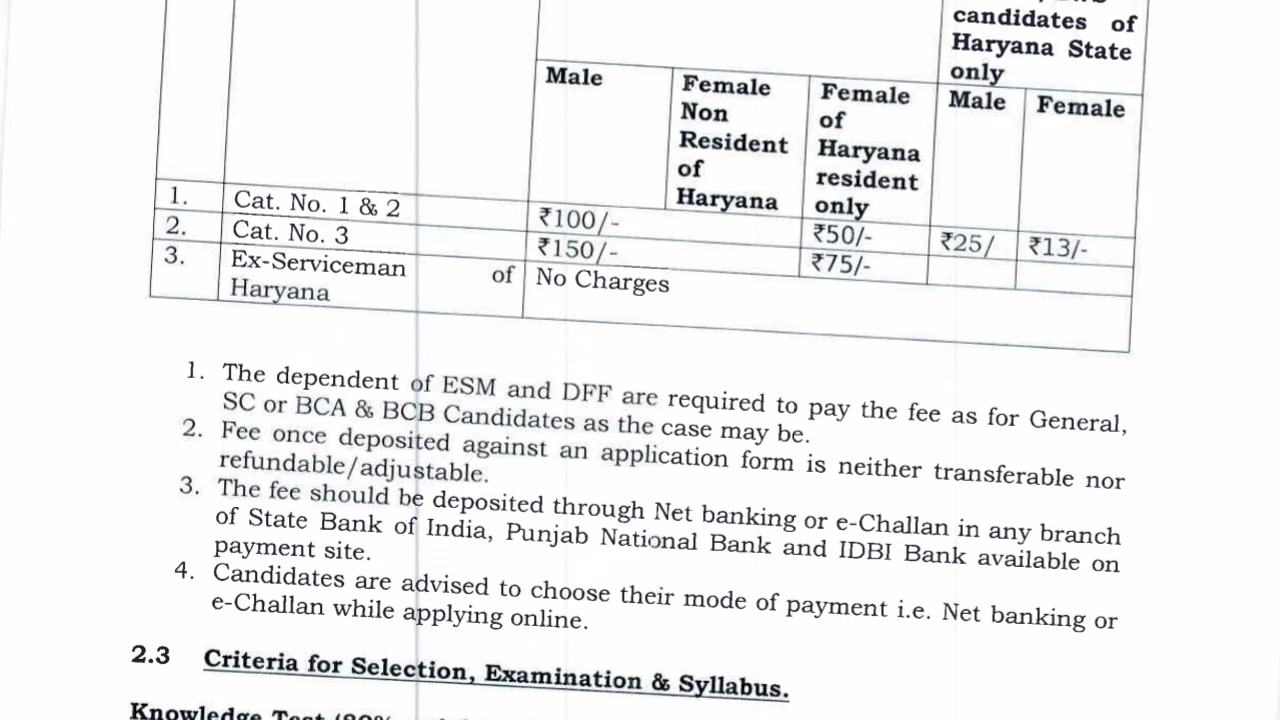 candidates of
Haryana State
only
Male
Female
Non
Resident
of
Haryana
Female
of
Haryana
resident
only
Male
Female
1. Cat. No. 1 & 2 ₹100/- ₹50/- ₹25/ ₹13/-
2. Cat. No. 3 ₹150/- ₹75/-
3. Ex-Serviceman of No Charges
Haryana
1. The dependent of ESM and DFF are required to pay the fee as for General,
SC or BCA & BCB Candidates as the case may be.
2. Fee once deposited against an application form is neither transferable nor
refundable/adjustable.
3. The fee should be deposited through Net banking or e-Challan in any branch
of State Bank of India, Punjab National Bank and IDBI Bank available on
payment site.
4. Candidates are advised to choose their mode of payment i.e. Net banking or
e-Challan while applying online.
2.3 Criteria for Selection, Examination & Syllabus.
Knowledge Test